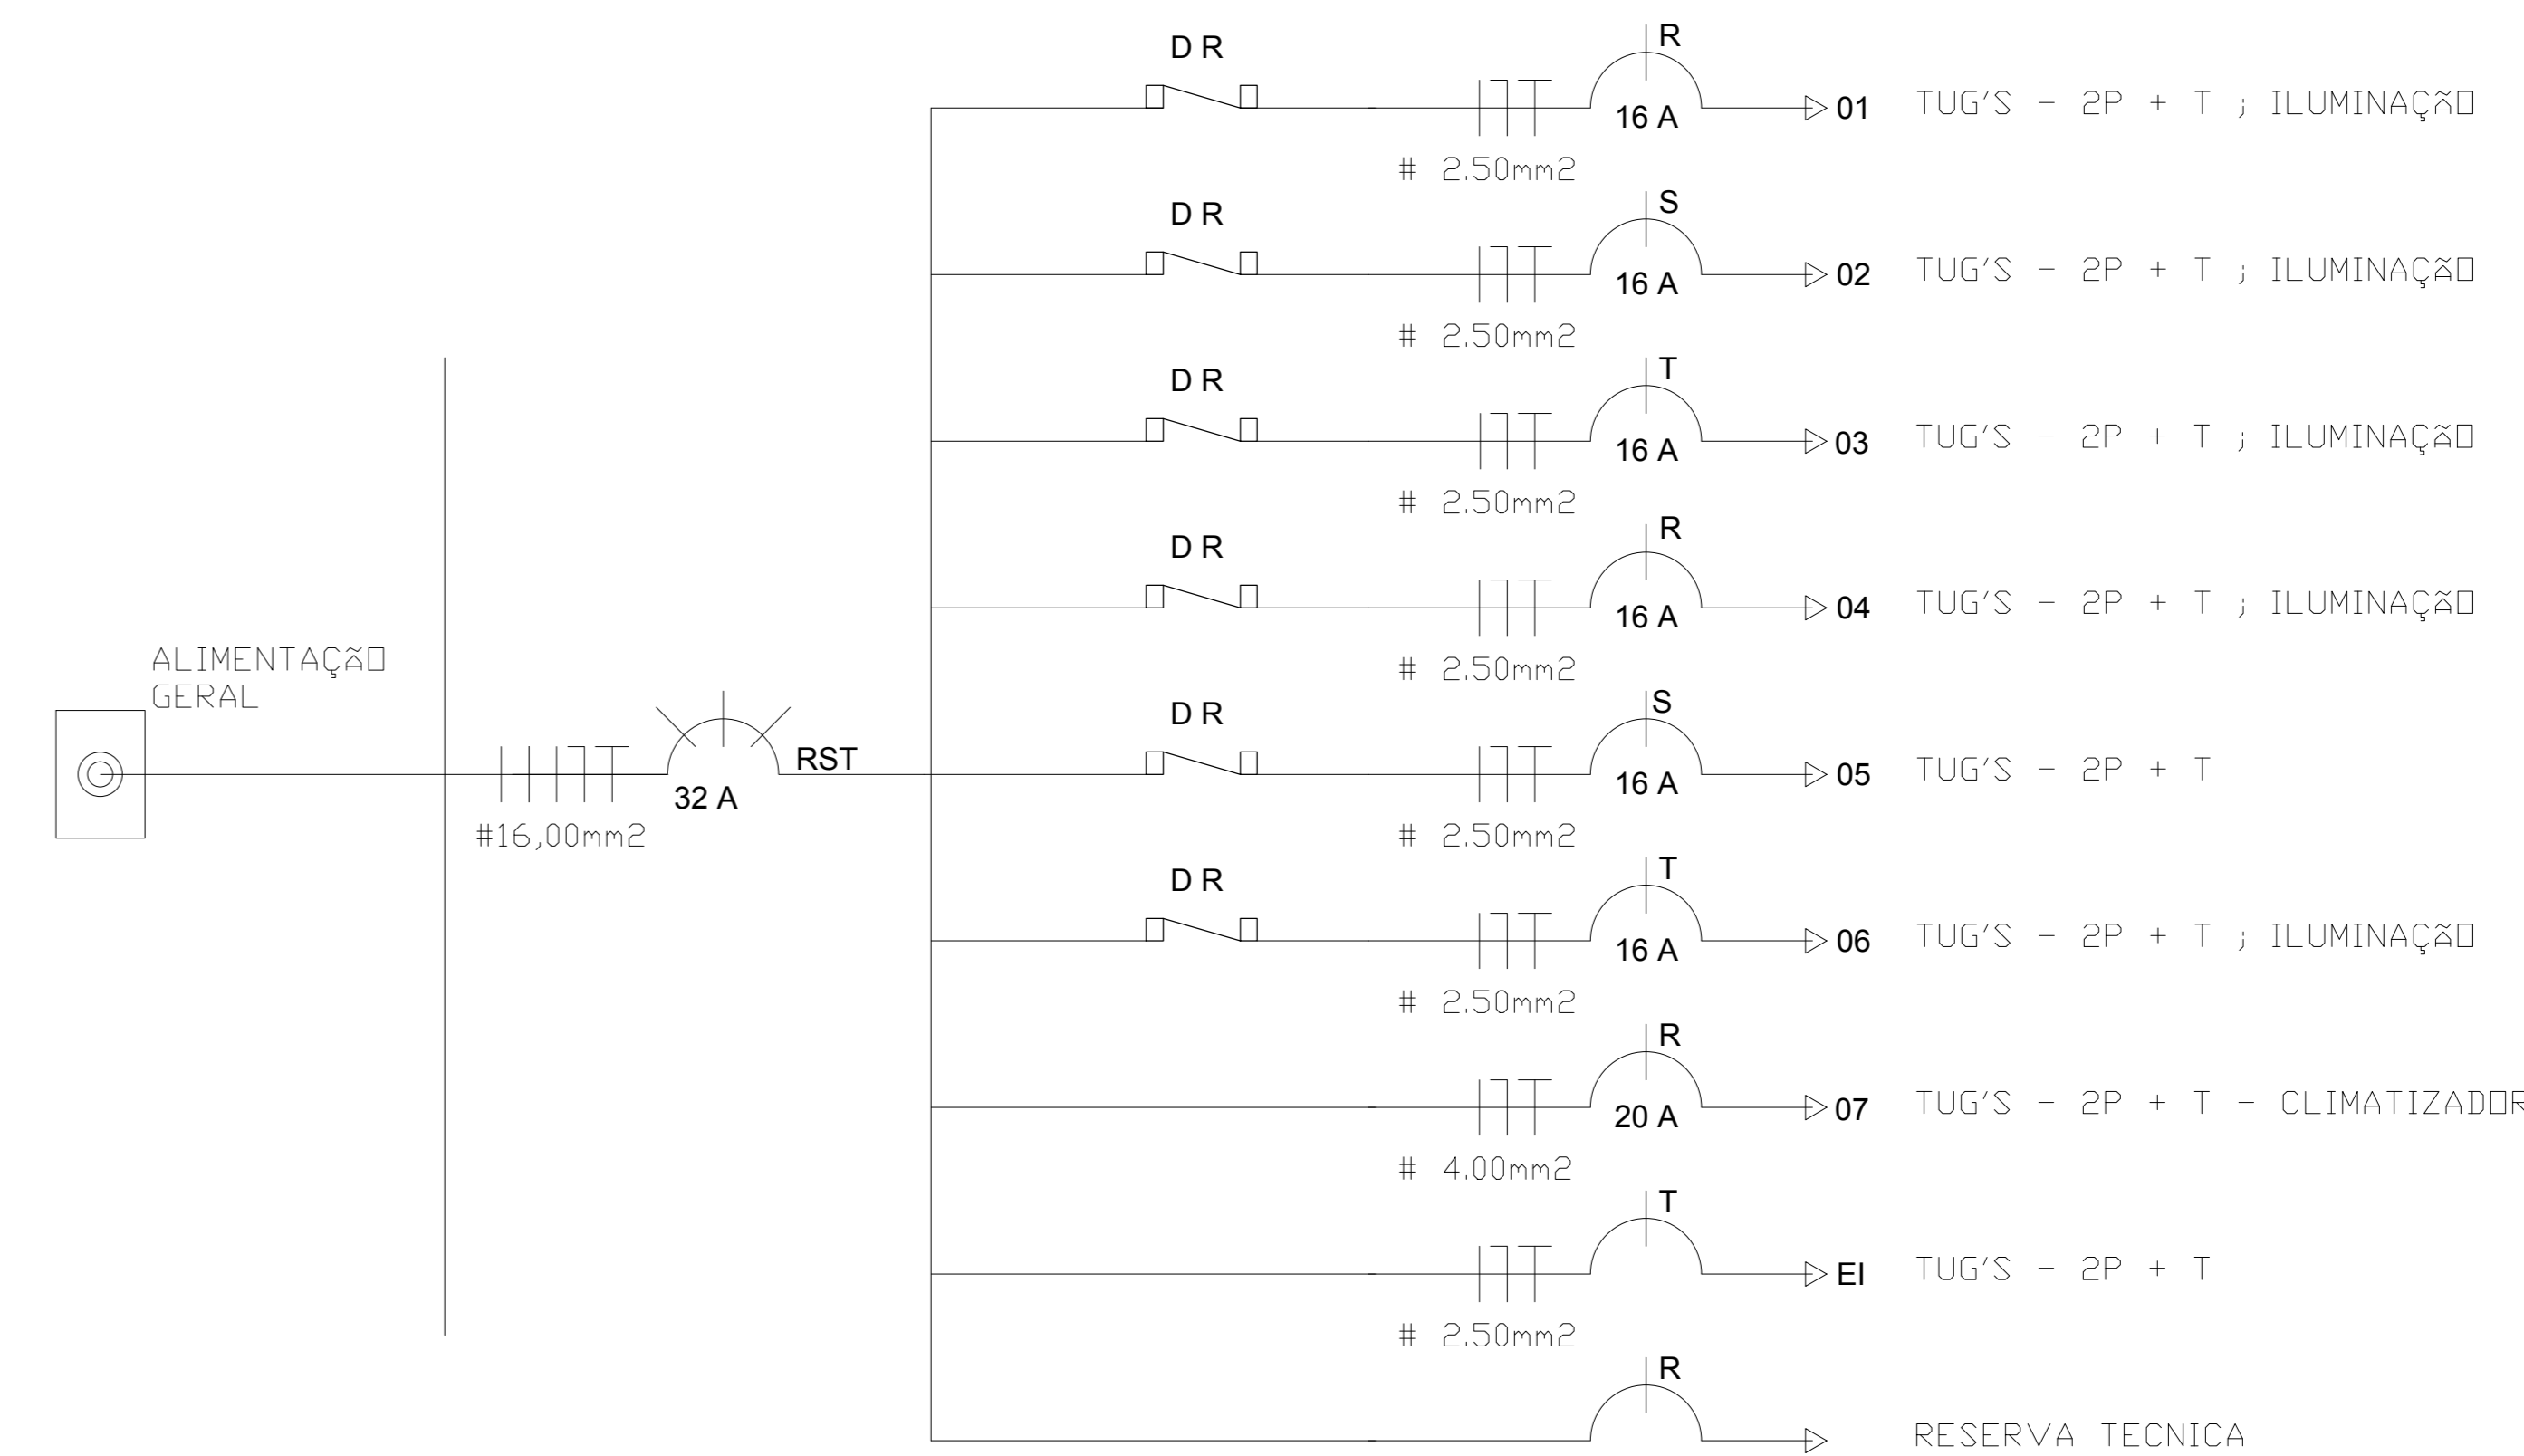 D R
R
16 A
# 2.50mm2
01 TUG'S - 2P + T ; ILUMINAÇÃO
D R
S
16 A
# 2.50mm2
02 TUG'S - 2P + T ; ILUMINAÇÃO
D R
T
16 A
# 2.50mm2
03 TUG'S - 2P + T ; ILUMINAÇÃO
D R
R
16 A
# 2.50mm2
04 TUG'S - 2P + T ; ILUMINAÇÃO
ALIMENTAÇÃO
GERAL
#16,00mm2
32 A
RST
D R
S
16 A
# 2.50mm2
05 TUG'S - 2P + T
D R
T
16 A
# 2.50mm2
06 TUG'S - 2P + T ; ILUMINAÇÃO
R
20 A
# 4.00mm2
07 TUG'S - 2P + T - CLIMATIZADOR
T
# 2.50mm2
EI TUG'S - 2P + T
R
RESERVA TECNICA